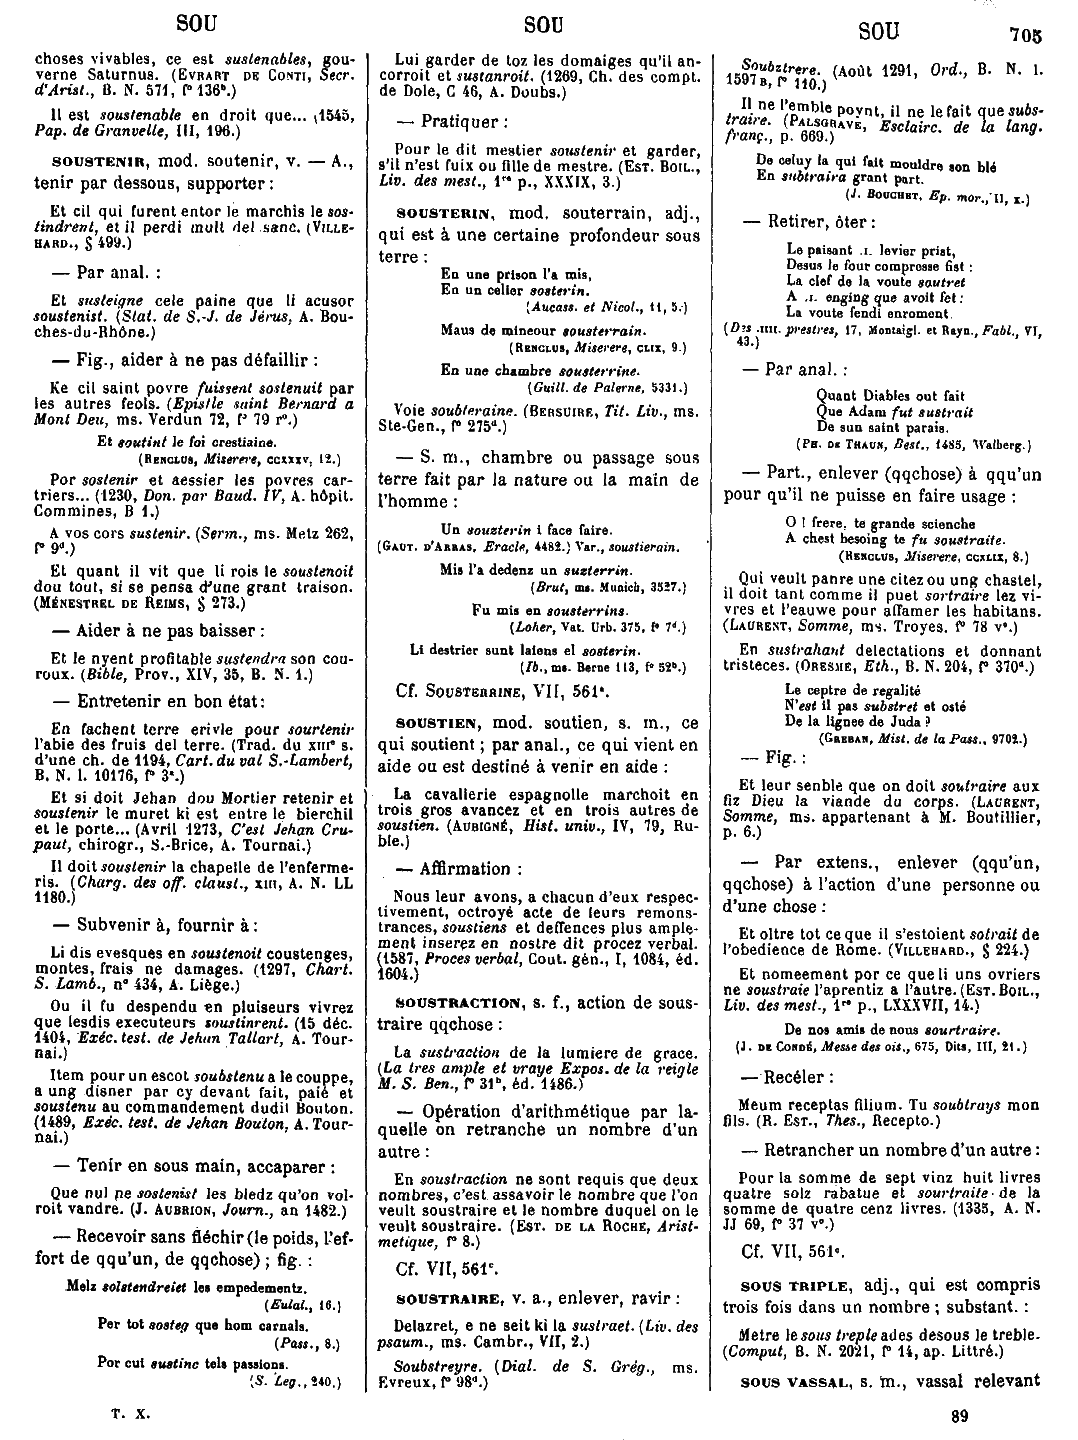 SOU
SOU
SOU
705
choses vivables, ce est sustenables, gou-
verne Saturnus. (EVRART DE CONTI, Secr.
d'Arist., B. N. 571, f° 136ᵇ.)
Il est soustenable en droit que... (1545,
Pap. de Granvelle, III, 196.)
SOUSTENIR, mod. soutenir, v. — A.,
tenir par dessous, supporter :
Et cil qui furent entor le marchis le sos-
tindrent, et il perdi mult del sanc. (VILLE-
HARD., § 499.)
— Par anal. :
Et susteigne cele paine que li acusor
soustenist. (Stat. de S.-J. de Jérus, A. Bou-
ches-du-Rhône.)
— Fig., aider à ne pas défaillir :
Ke cil saint povre fuissent sostenuit par
les autres feols. (Epistle saint Bernard a
Mont Deu, ms. Verdun 72, f° 79 r°.)
Et soutint le foi crestiaine.
(RENCLUS, Miserere, CCXXXV, 12.)
Por sostenir et aessier les povres car-
triers... (1230, Don. par Baud. IV, A. hôpit.
Commines, B 1.)
A vos cors sustenir. (Serm., ms. Metz 262,
f° 9ᵈ.)
Et quant il vit que li rois le soustenoit
dou tout, si se pensa d'une grant traison.
(MÉNESTREL DE REIMS, § 273.)
— Aider à ne pas baisser :
Et le nyent profitable sustendra son cou-
roux. (Bible, Prov., XIV, 35, B. N. 1.)
— Entretenir en bon état :
En fachent terre erivle pour sourtenir
l'abie des fruis del terre. (Trad. du XIIIᵉ s.
d'une ch. de 1194, Cart. du val S.-Lambert,
B. N. l. 10176, f° 3ᵃ.)
Et si doit Jehan dou Mortier retenir et
soustenir le muret ki est entre le bierchil
et le porte... (Avril 1273, C'est Jehan Cru-
paut, chirogr., S.-Brice, A. Tournai.)
Il doit soustenir la chapelle de l'enferme-
ris. (Charg. des off. claust., XIII, A. N. LL
1180.)
— Subvenir à, fournir à :
Li dis evesques en soustenoit coustenges,
montes, frais ne damages. (1297, Chart.
S. Lamb., n° 434, A. Liège.)
Ou il fu despendu en pluiseurs vivrez
que lesdis executeurs soustinrent. (15 déc.
1404, Exéc. test. de Jehan Tallart, A. Tour-
nai.)
Item pour un escot soubstenu a le couppe,
a ung disner par cy devant fait, paié et
soustenu au commandement dudit Bouton.
(1489, Exéc. test. de Jehan Bouton, A. Tour-
nai.)
— Tenir en sous main, accaparer :
Que nul ne sostenist les bledz qu'on vol-
roit vandre. (J. AUBRION, Journ., an 1482.)
— Recevoir sans fléchir (le poids, l'ef-
fort de qqu'un, de qqchose) ; fig. :
Melz solstendreiet les empedementz.
(Eulal., 16.)
Per tot sosteg que hom carnals.
(Pass., 8.)
Por cui sustinc tels passions.
(S. Leg., 240.)
Lui garder de toz les domaiges qu'il an-
corroit et sustanroit. (1269, Ch. des compt.
de Dole, C 46, A. Doubs.)
— Pratiquer :
Pour le dit mestier soustenir et garder,
s'il n'est fuix ou fille de mestre. (EST. BOIL.,
Liv. des mest., 1ʳᵉ p., XXXIX, 3.)
SOUSTERIN, mod. souterrain, adj.,
qui est à une certaine profondeur sous
terre :
En une prison l'a mis,
En un celier sosterin.
(Aucass. et Nicol., 11, 5.)
Maus de mineour sousterrain.
(RENCLUS, Miserere, CLIX, 9.)
En une chambre sousterrine.
(Guill. de Palerne, 5331.)
Voie soubteraine. (BERSUIRE, Tit. Liv., ms.
Ste-Gen., f° 275ᵈ.)
— S. m., chambre ou passage sous
terre fait par la nature ou la main de
l'homme :
Un souzterin i face faire.
(GAUT. D'ARRAS, Eracle, 4482.) Var., soustierain.
Mis l'a dedenz un suzterrin.
(Brut, ms. Munich, 3527.)
Fu mis en sousterrins.
(Loher, Vat. Urb. 375, f° 7ᵈ.)
Li destrier sunt laiens el sosterin.
(Ib., ms. Berne 113, f° 52ᵇ.)
Cf. SOUSTERRINE, VII, 561ᵃ.
SOUSTIEN, mod. soutien, s. m., ce
qui soutient ; par anal., ce qui vient en
aide ou est destiné à venir en aide :
La cavallerie espagnolle marchoit en
trois gros avancez et en trois autres de
soustien. (AUBIGNÉ, Hist. univ., IV, 79, Ru-
ble.)
— Affirmation :
Nous leur avons, a chacun d'eux respec-
tivement, octroyé acte de leurs remons-
trances, soustiens et deffences plus ample-
ment inserez en nostre dit procez verbal.
(1587, Proces verbal, Cout. gén., I, 1084, éd.
1604.)
SOUSTRACTION, s. f., action de sous-
traire qqchose :
La sustraction de la lumiere de grace.
(La tres ample et vraye Expos. de la reigle
M. S. Ben., f° 31ᵇ, éd. 1486.)
— Opération d'arithmétique par la-
quelle on retranche un nombre d'un
autre :
En soustraction ne sont requis que deux
nombres, c'est assavoir le nombre que l'on
veult soustraire et le nombre duquel on le
veult soustraire. (EST. DE LA ROCHE, Arist-
metique, f° 8.)
Cf. VII, 561ᶜ.
SOUSTRAIRE, v. a., enlever, ravir :
Delazret, e ne seit ki la sustraet. (Liv. des
psaum., ms. Cambr., VII, 2.)
Soubstreyre. (Dial. de S. Grég., ms.
Evreux, f° 98ᵈ.)
Soubztrere. (Août 1291, Ord., B. N. l.
1597 B, f° 110.)
Il ne l'emble poynt, il ne le fait que subs-
traire. (PALSGRAVE, Esclairc. de la lang.
franç., p. 669.)
De celuy la qui fait mouldre son blé
En subtraira grant part.
(J. BOUCHET, Ep. mor., II, X.)
— Retirer, ôter :
Le paisant .I. levier prist,
Desus le four compresse fist :
La clef de la voute soutret
A .I. enging que avoit fet :
La voute fendi enroment.
(Des .IIII. prestres, 17, Montaigl. et Rayn., Fabl., VI,
43.)
— Par anal. :
Quant Diables out fait
Que Adam fut sustrait
De sun saint parais.
(PH. DE THAUN, Best., 1485, Walberg.)
— Part., enlever (qqchose) à qqu'un
pour qu'il ne puisse en faire usage :
O ! frere, te grande scienche
A chest besoing te fu soustraite.
(RENCLUS, Miserere, CCXLIX, 8.)
Qui veult panre une citez ou ung chastel,
il doit tant comme il puet sortraire lez vi-
vres et l'eauwe pour affamer les habitans.
(LAURENT, Somme, ms. Troyes. f° 78 v°.)
En sustrahant delectations et donnant
tristeces. (ORESME, Eth., B. N. 204, f° 370ᵈ.)
Le ceptre de regalité
N'est il pas substret et osté
De la lignee de Juda ?
(GREBAN, Mist. de la Pass., 9702.)
— Fig. :
Et leur senble que on doit soutraire aux
fiz Dieu la viande du corps. (LAURENT,
Somme, ms. appartenant à M. Boutillier,
p. 6.)
— Par extens., enlever (qqu'un,
qqchose) à l'action d'une personne ou
d'une chose :
Et oltre tot ce que il s'estoient sotrait de
l'obedience de Rome. (VILLEHARD., § 224.)
Et nomeement por ce que li uns ovriers
ne soustraie l'aprentiz a l'autre. (EST. BOIL.,
Liv. des mest., 1ʳᵉ p., LXXXVII, 14.)
De nos amis de nous sourtraire.
(J. DE CONDÉ, Messe des ois., 675, Dits, III, 21.)
— Recéler :
Meum receptas filium. Tu soubtrays mon
fils. (R. EST., Thes., Recepto.)
— Retrancher un nombre d'un autre :
Pour la somme de sept vinz huit livres
quatre solz rabatue et sourtraite de la
somme de quatre cenz livres. (1335, A. N.
JJ 69, f° 37 v°.)
Cf. VII, 561ᶜ.
SOUS TRIPLE, adj., qui est compris
trois fois dans un nombre ; substant. :
Metre le sous treple ades desous le treble.
(Comput, B. N. 2021, f° 14, ap. Littré.)
SOUS VASSAL, s. m., vassal relevant
T. X.
89